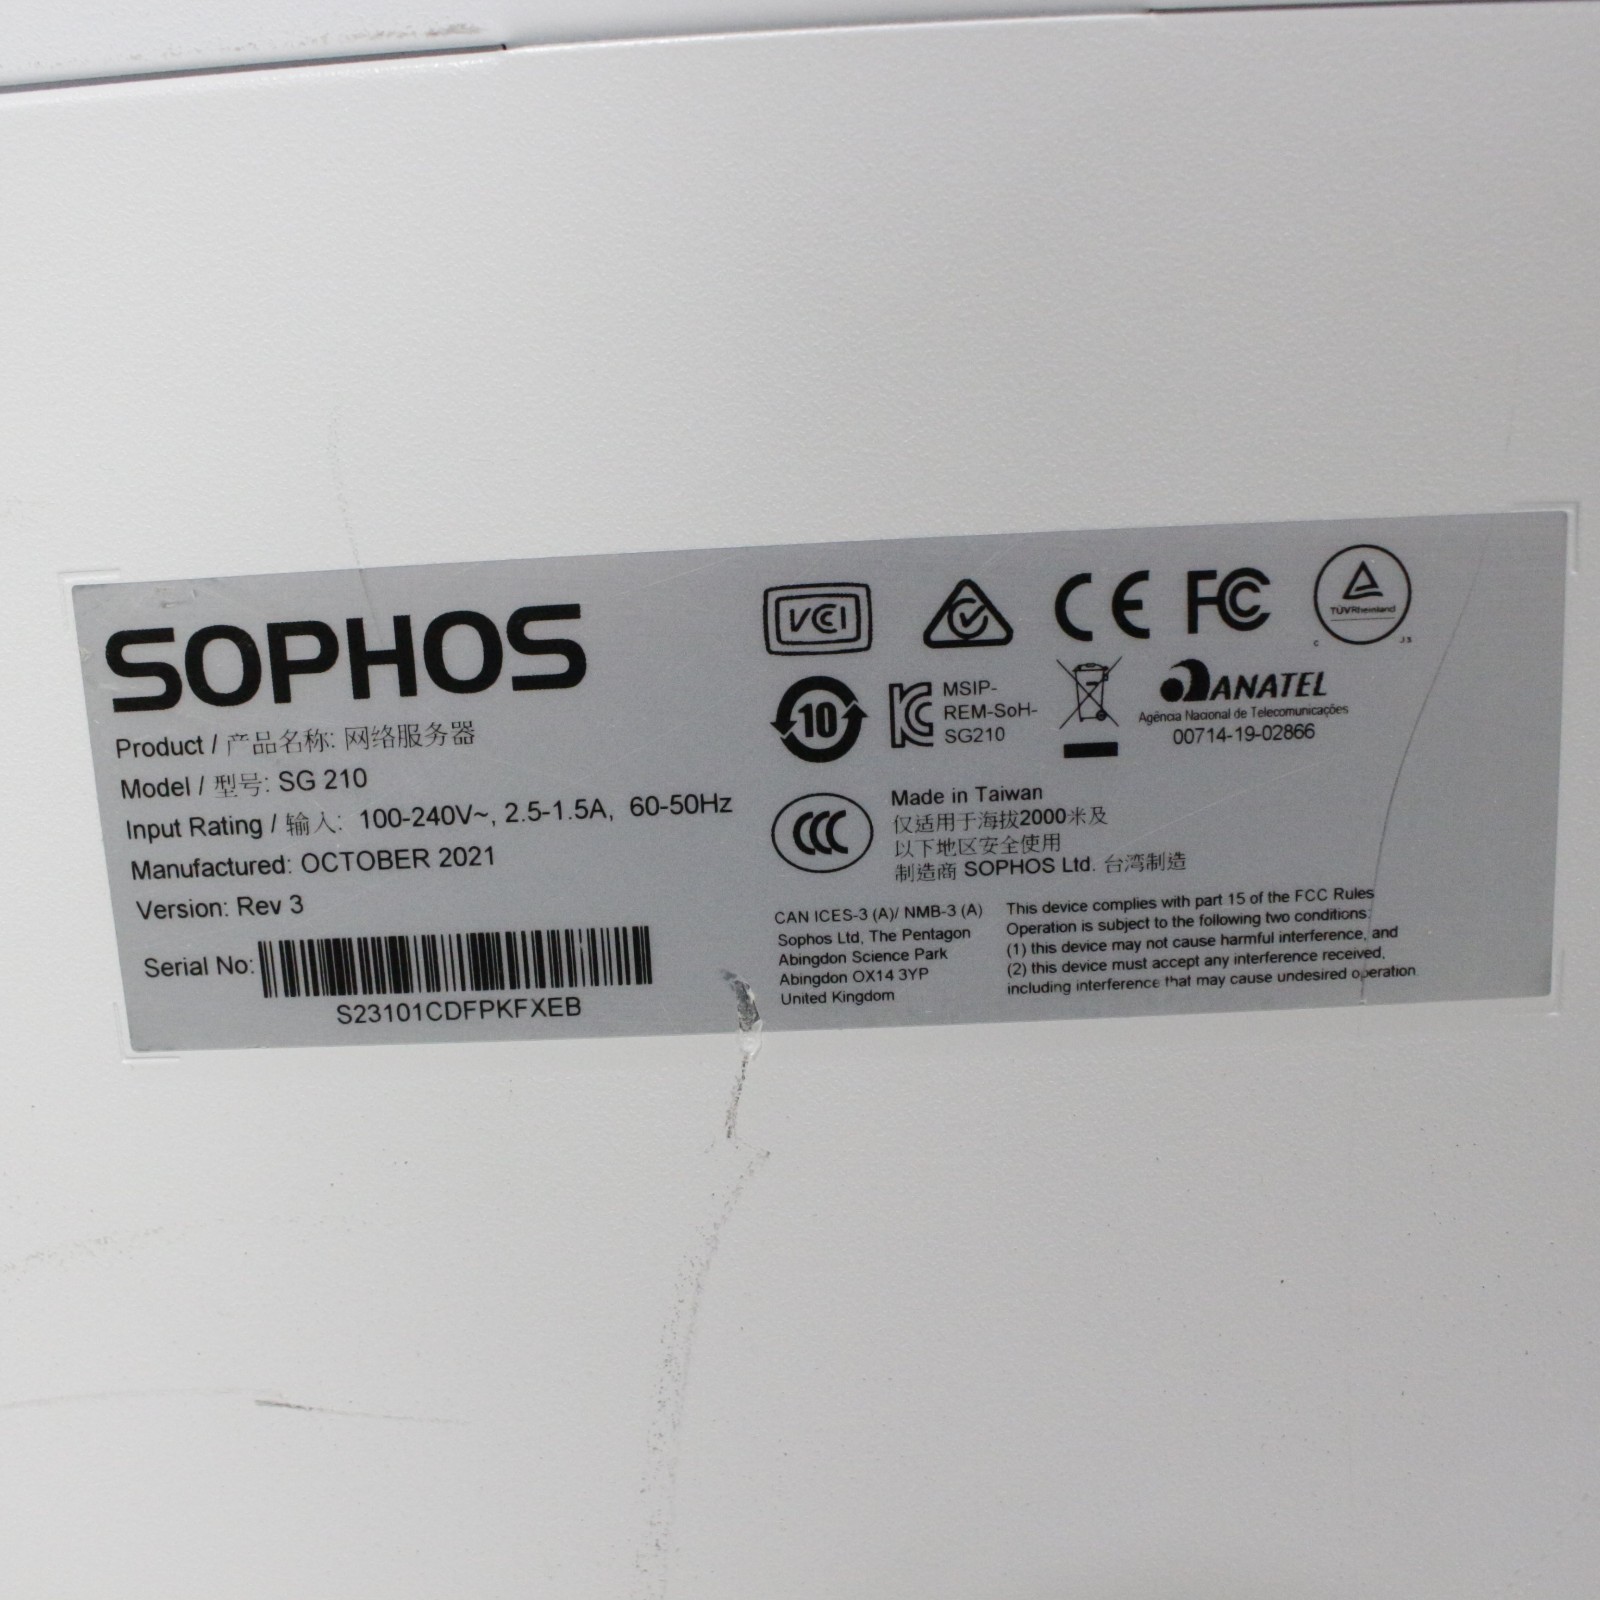 SOPHOS
Product / 产品名称: 网络服务器
Model / 型号: SG 210
Input Rating / 输入: 100-240V~, 2.5-1.5A, 60-50Hz
Manufactured: OCTOBER 2021
Version: Rev 3
Serial No:
S23101CDFPKFXEB
VCCI
CE
FC
TÜVRheinland
C
US
10
MSIP-
REM-SoH-
SG210
ANATEL
Agência Nacional de Telecomunicações
00714-19-02866
CCC
Made in Taiwan
仅适用于海拔2000米及
以下地区安全使用
制造商 SOPHOS Ltd. 台湾制造
CAN ICES-3 (A)/ NMB-3 (A)
Sophos Ltd, The Pentagon
Abingdon Science Park
Abingdon OX14 3YP
United Kingdom
This device complies with part 15 of the FCC Rules
Operation is subject to the following two conditions:
(1) this device may not cause harmful interference, and
(2) this device must accept any interference received,
including interference that may cause undesired operation